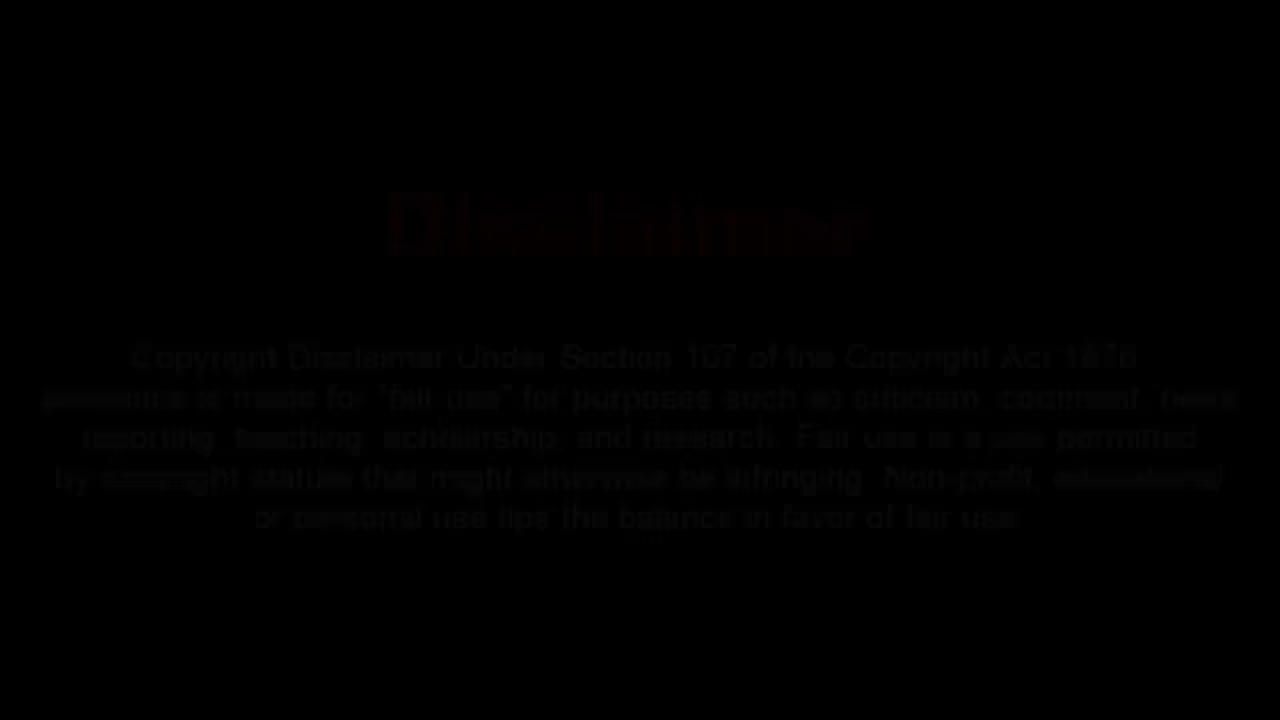 Disclaimer
Copyright Disclaimer Under Section 107 of the Copyright Act 1976
allowance is made for "fair use" for purposes such as criticism, comment, news
reporting, teaching, scholarship, and research. Fair use is a use permitted
by copyright statute that might otherwise be infringing. Non-profit, educational
or personal use tips the balance in favor of fair use.